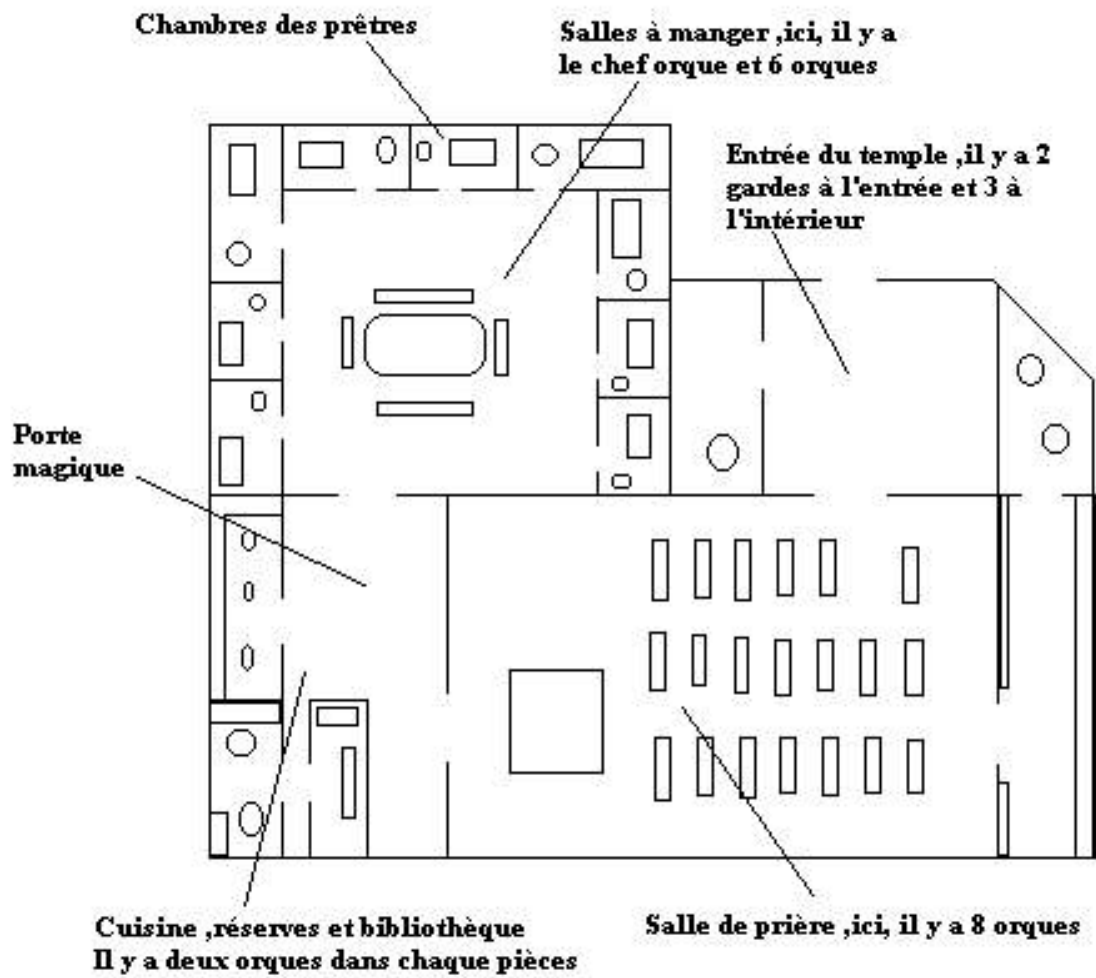 Chambres des prêtres
Salles à manger ,ici, il y a
le chef orque et 6 orques
Entrée du temple ,il y a 2
gardes à l'entrée et 3 à
l'intérieur
Porte
magique
Cuisine ,réserves et bibliothèque
Il y a deux orques dans chaque pièces
Salle de prière ,ici, il y a 8 orques